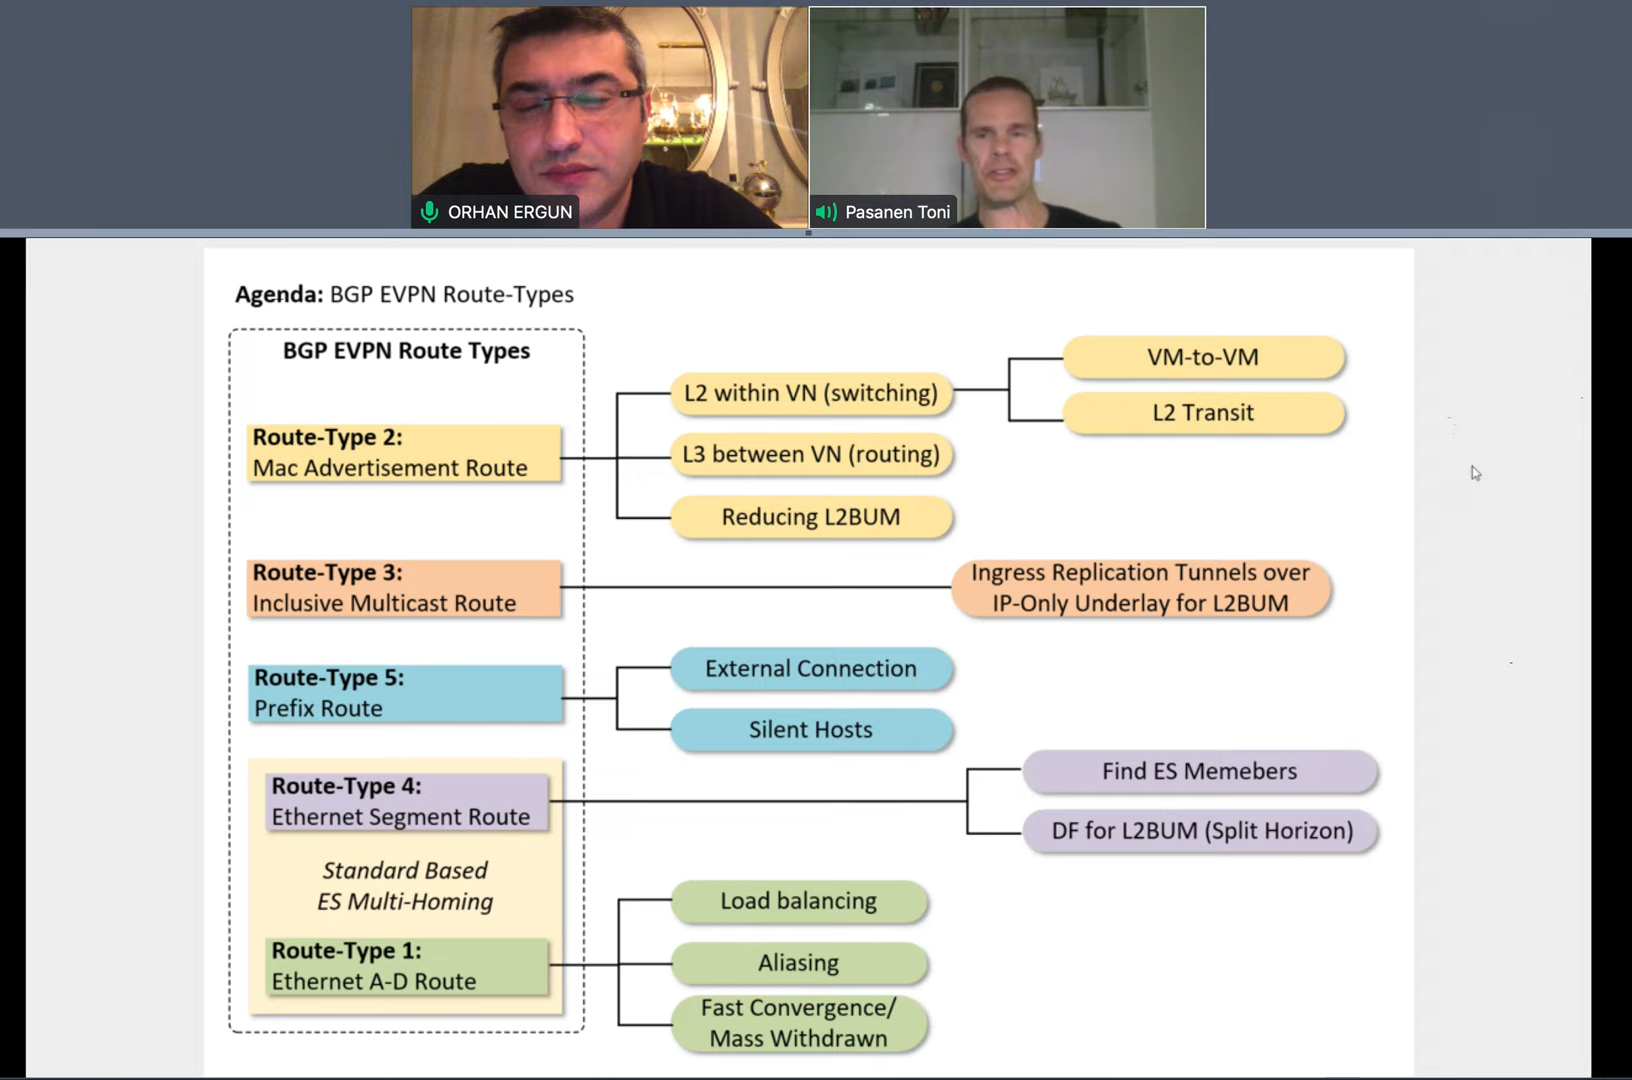 ORHAN ERGUN
Pasanen Toni
Agenda: BGP EVPN Route-Types
BGP EVPN Route Types
Route-Type 2:
Mac Advertisement Route
L2 within VN (switching)
L3 between VN (routing)
Reducing L2BUM
VM-to-VM
L2 Transit
Route-Type 3:
Inclusive Multicast Route
Ingress Replication Tunnels over
IP-Only Underlay for L2BUM
Route-Type 5:
Prefix Route
External Connection
Silent Hosts
Route-Type 4:
Ethernet Segment Route
Find ES Memebers
DF for L2BUM (Split Horizon)
Standard Based
ES Multi-Homing
Route-Type 1:
Ethernet A-D Route
Load balancing
Aliasing
Fast Convergence/
Mass Withdrawn